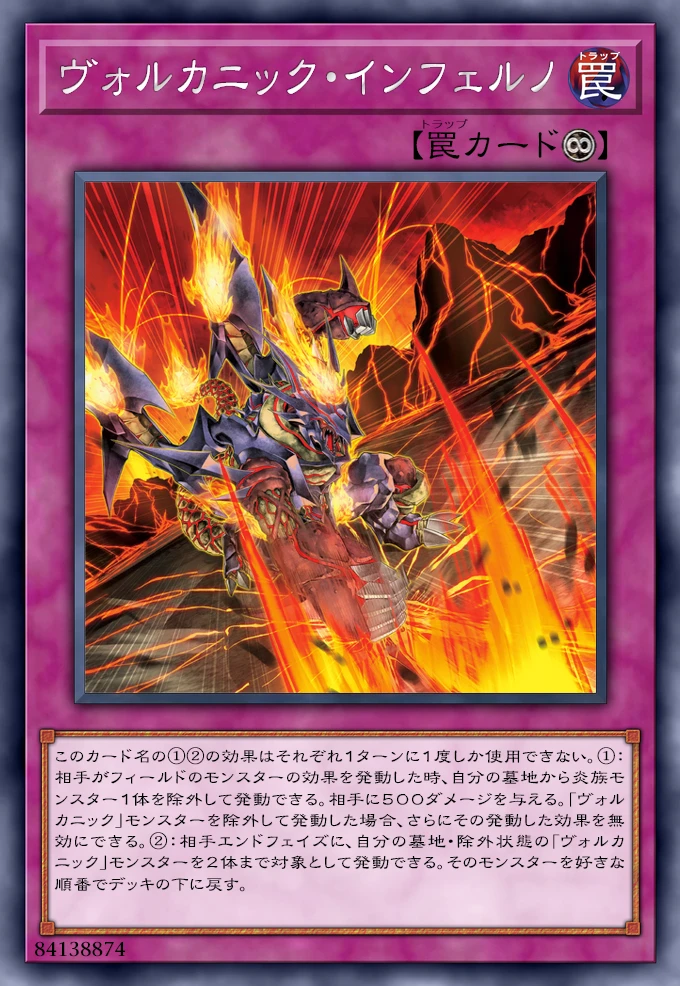 ヴォルカニック・インフェルノ
トラップ
罠
トラップ
【罠カード】
このカード名の①②の効果はそれぞれ1ターンに1度しか使用できない。①：
相手がフィールドのモンスターの効果を発動した時、自分の墓地から炎族モ
ンスター1体を除外して発動できる。相手に500ダメージを与える。「ヴォル
カニック」モンスターを除外して発動した場合、さらにその発動した効果を無
効にできる。②：相手エンドフェイズに、自分の墓地・除外状態の「ヴォルカ
ニック」モンスターを2体まで対象として発動できる。そのモンスターを好きな
順番でデッキの下に戻す。
84138874